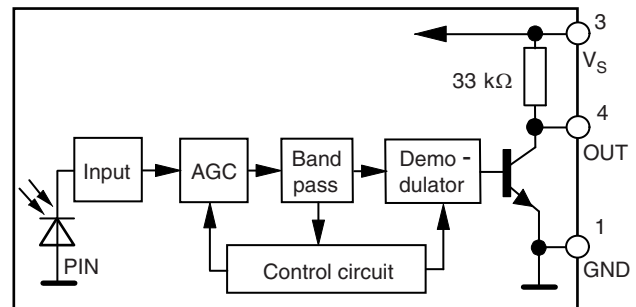 3
V_S
33 kΩ
4
OUT
Input
AGC
Band
pass
Demo -
dulator
1
GND
PIN
Control circuit